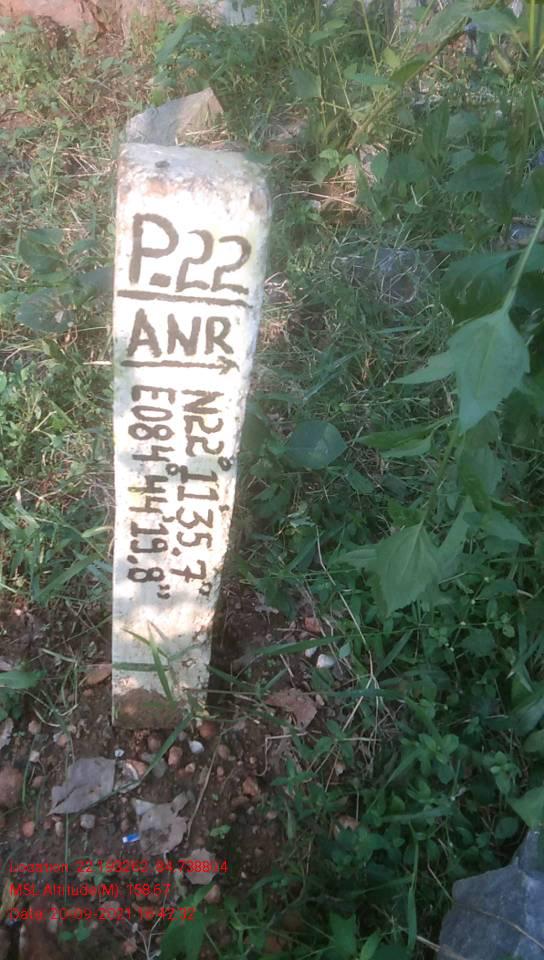 P.22
ANR
N22°11'35.7"
E084°44'19.8"
Location: 22.193262, 84.738804
MSL Altitude(M): 158.67
Date: 20-09-2021 16:42:32